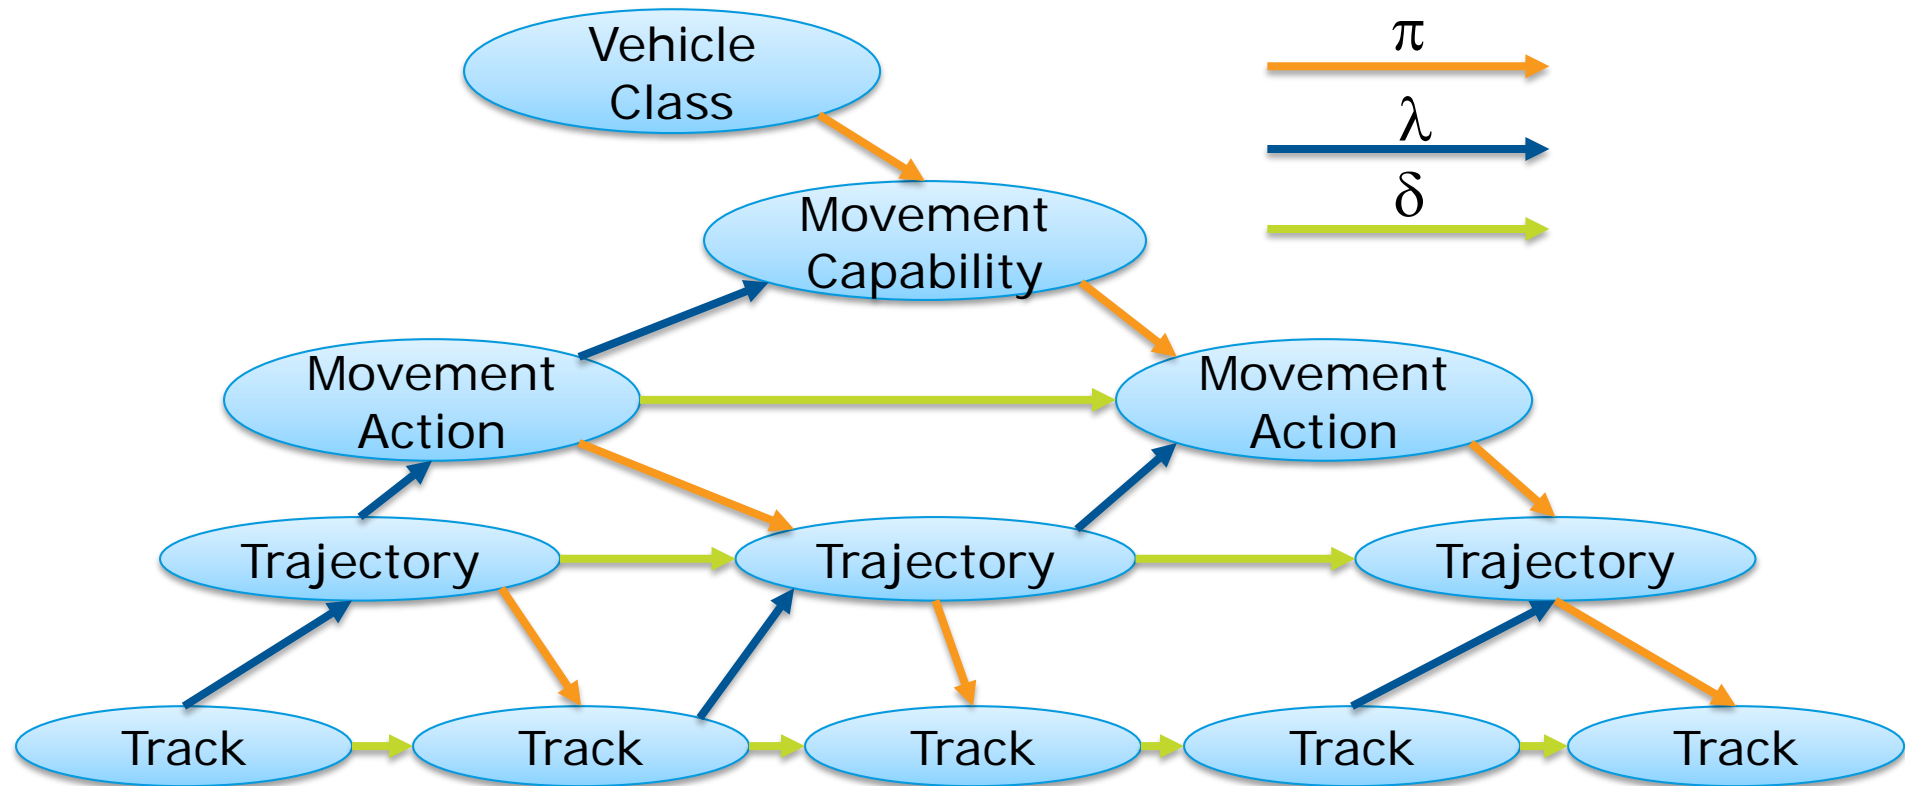 Vehicle
Class
π
λ
δ
Movement
Capability
Movement
Action
Movement
Action
Trajectory
Trajectory
Trajectory
Track
Track
Track
Track
Track